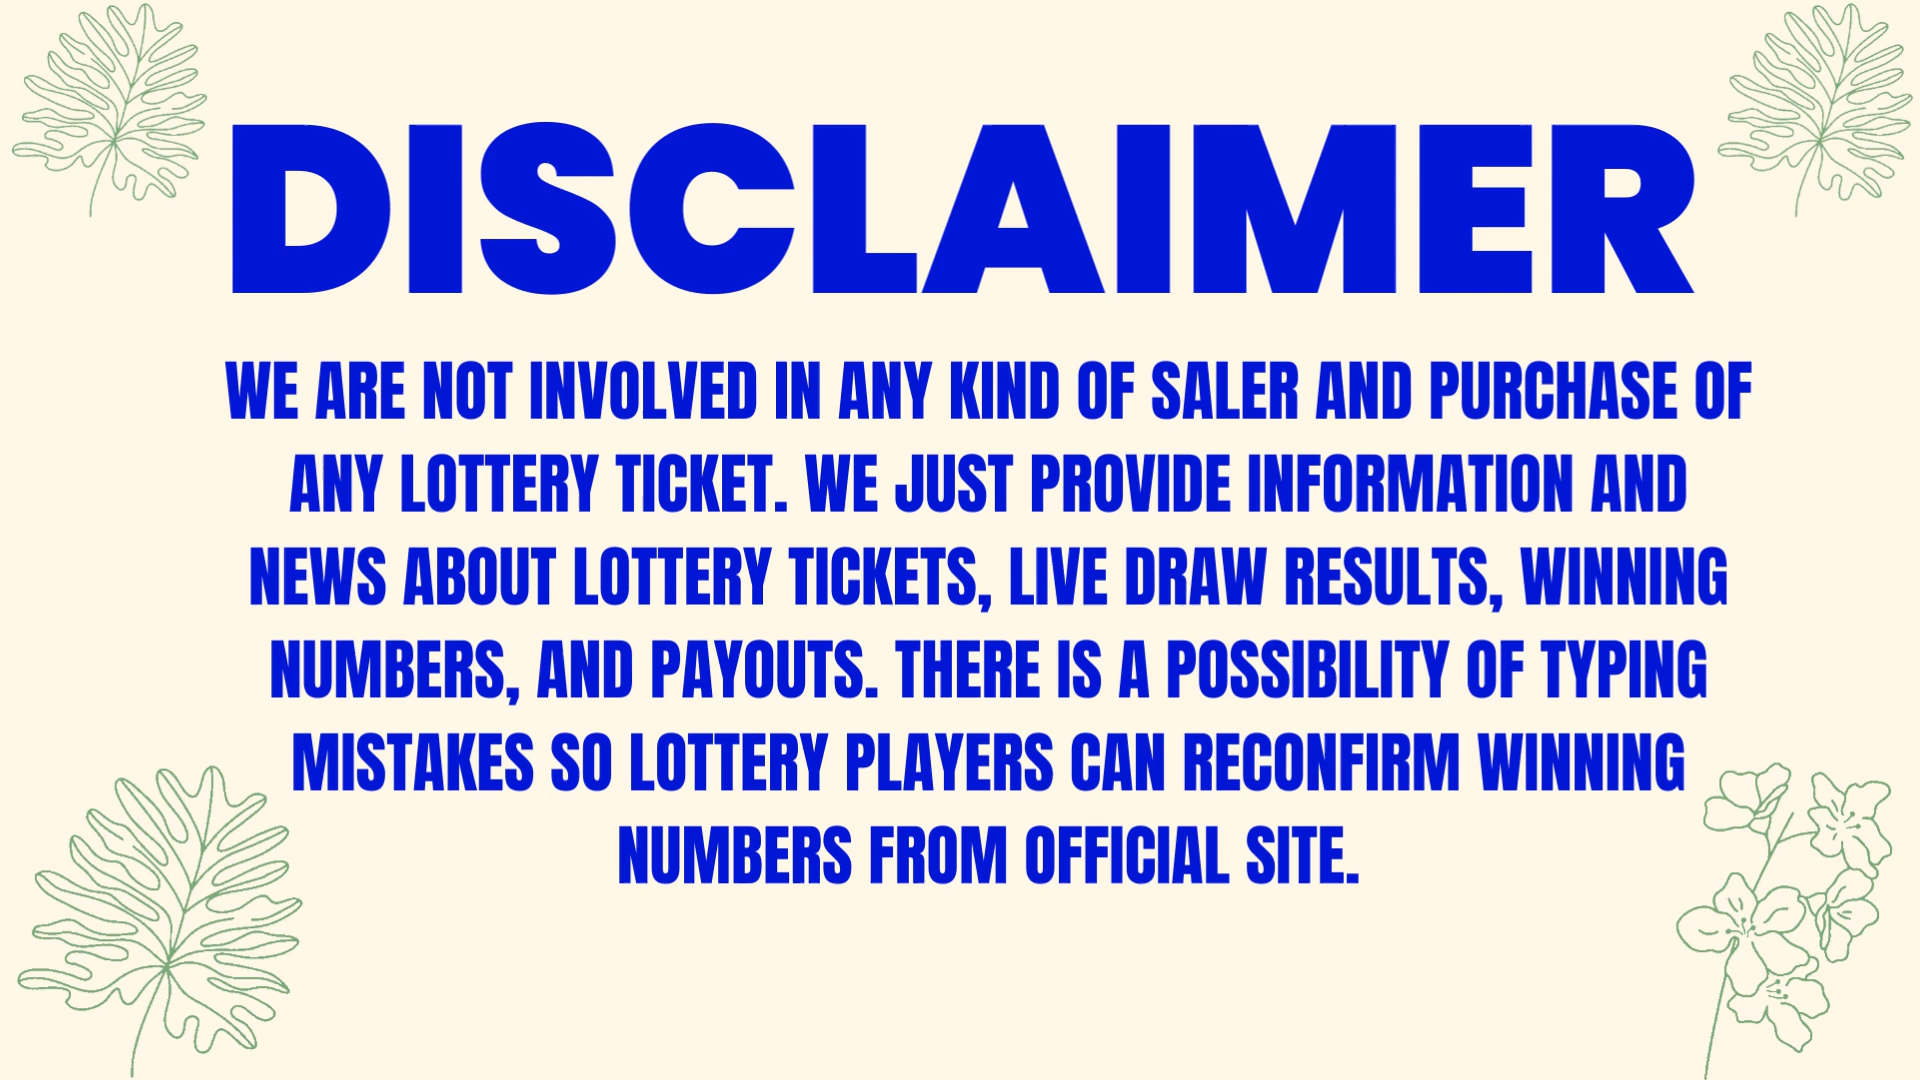 DISCLAIMER
WE ARE NOT INVOLVED IN ANY KIND OF SALER AND PURCHASE OF
ANY LOTTERY TICKET. WE JUST PROVIDE INFORMATION AND
NEWS ABOUT LOTTERY TICKETS, LIVE DRAW RESULTS, WINNING
NUMBERS, AND PAYOUTS. THERE IS A POSSIBILITY OF TYPING
MISTAKES SO LOTTERY PLAYERS CAN RECONFIRM WINNING
NUMBERS FROM OFFICIAL SITE.